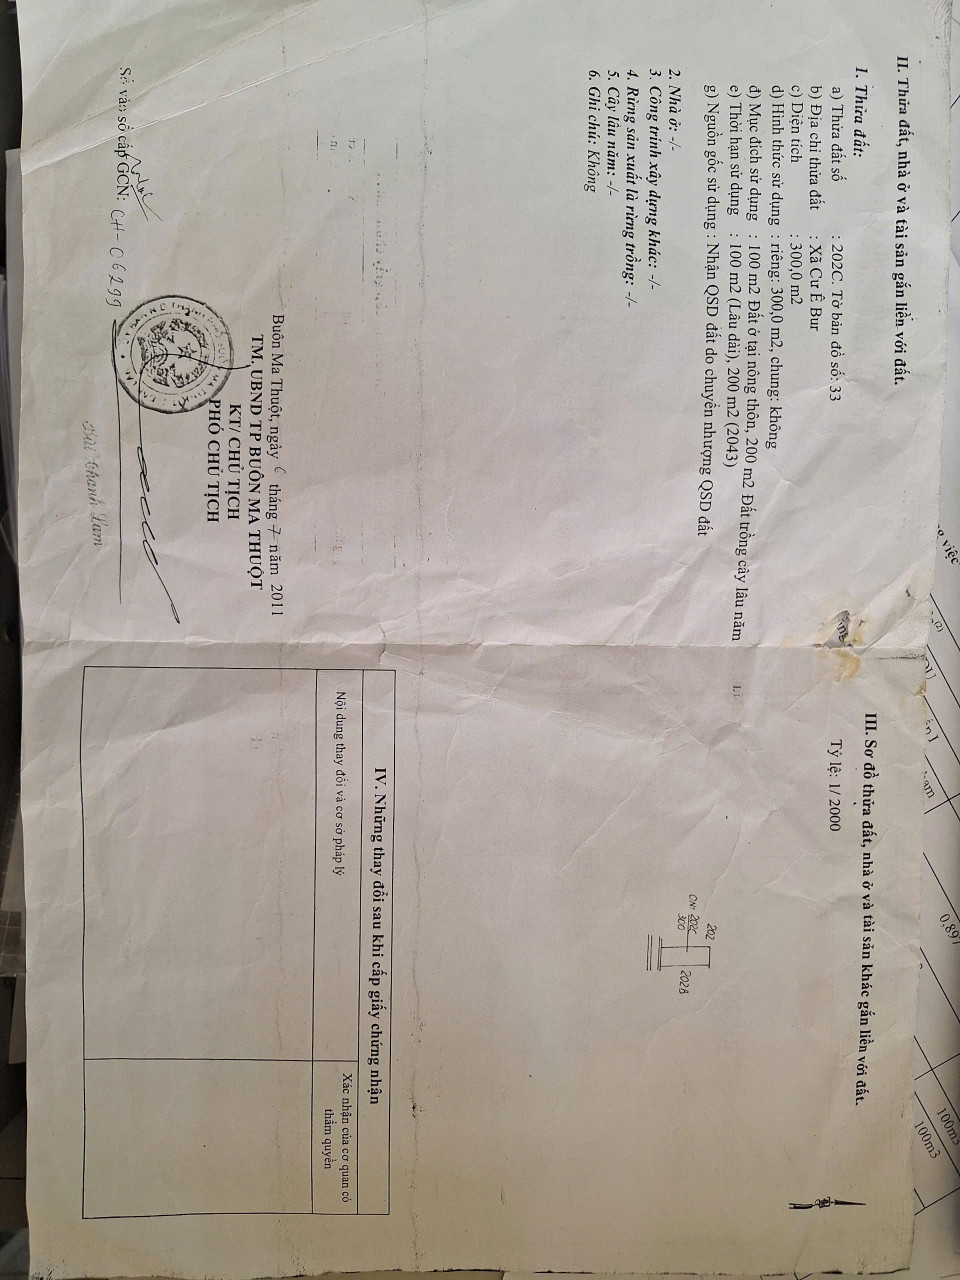 II. Thửa đất, nhà ở và tài sản gắn liền với đất.
1. Thửa đất:
a) Thửa đất số : 202C. Tờ bản đồ số: 33
b) Địa chỉ thửa đất : Xã Cư Ê Bur
c) Diện tích : 300,0 m2
d) Hình thức sử dụng : riêng: 300,0 m2, chung: không
đ) Mục đích sử dụng : 100 m2 Đất ở tại nông thôn, 200 m2 Đất trồng cây lâu năm
e) Thời hạn sử dụng : 100 m2 (Lâu dài), 200 m2 (2043)
g) Nguồn gốc sử dụng : Nhận QSD đất do chuyển nhượng QSD đất
2. Nhà ở: -/-
3. Công trình xây dựng khác: -/-
4. Rừng sản xuất là rừng trồng: -/-
5. Cây lâu năm: -/-
6. Ghi chú: Không
Buôn Ma Thuột, ngày 6 tháng 7 năm 2011
TM. UBND TP BUÔN MA THUỘT
KT/ CHỦ TỊCH
PHÓ CHỦ TỊCH
Số vào sổ cấp GCN: CH-06299
III. Sơ đồ thửa đất, nhà ở và tài sản khác gắn liền với đất.
Tỷ lệ: 1/ 2000
202
202C
300
202B
IV. Những thay đổi sau khi cấp giấy chứng nhận
Nội dung thay đổi và cơ sở pháp lý
Xác nhận của cơ quan có
thẩm quyền
việc
0,897
100m3
100m3